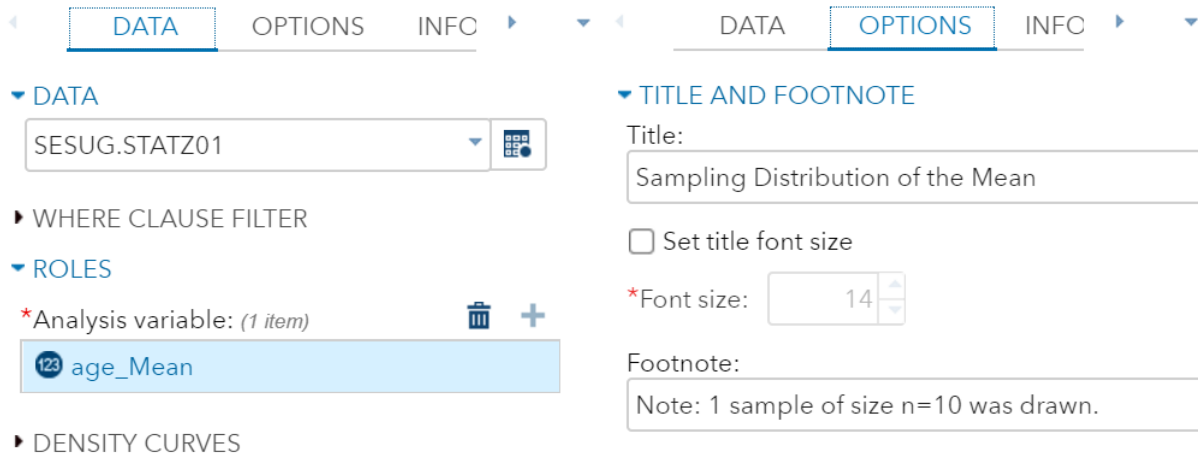 DATA OPTIONS INFO
DATA
SESUG.STATZ01
WHERE CLAUSE FILTER
ROLES
*Analysis variable: (1 item)
123 age_Mean
DENSITY CURVES
DATA OPTIONS INFO
TITLE AND FOOTNOTE
Title:
Sampling Distribution of the Mean
Set title font size
*Font size: 14
Footnote:
Note: 1 sample of size n=10 was drawn.